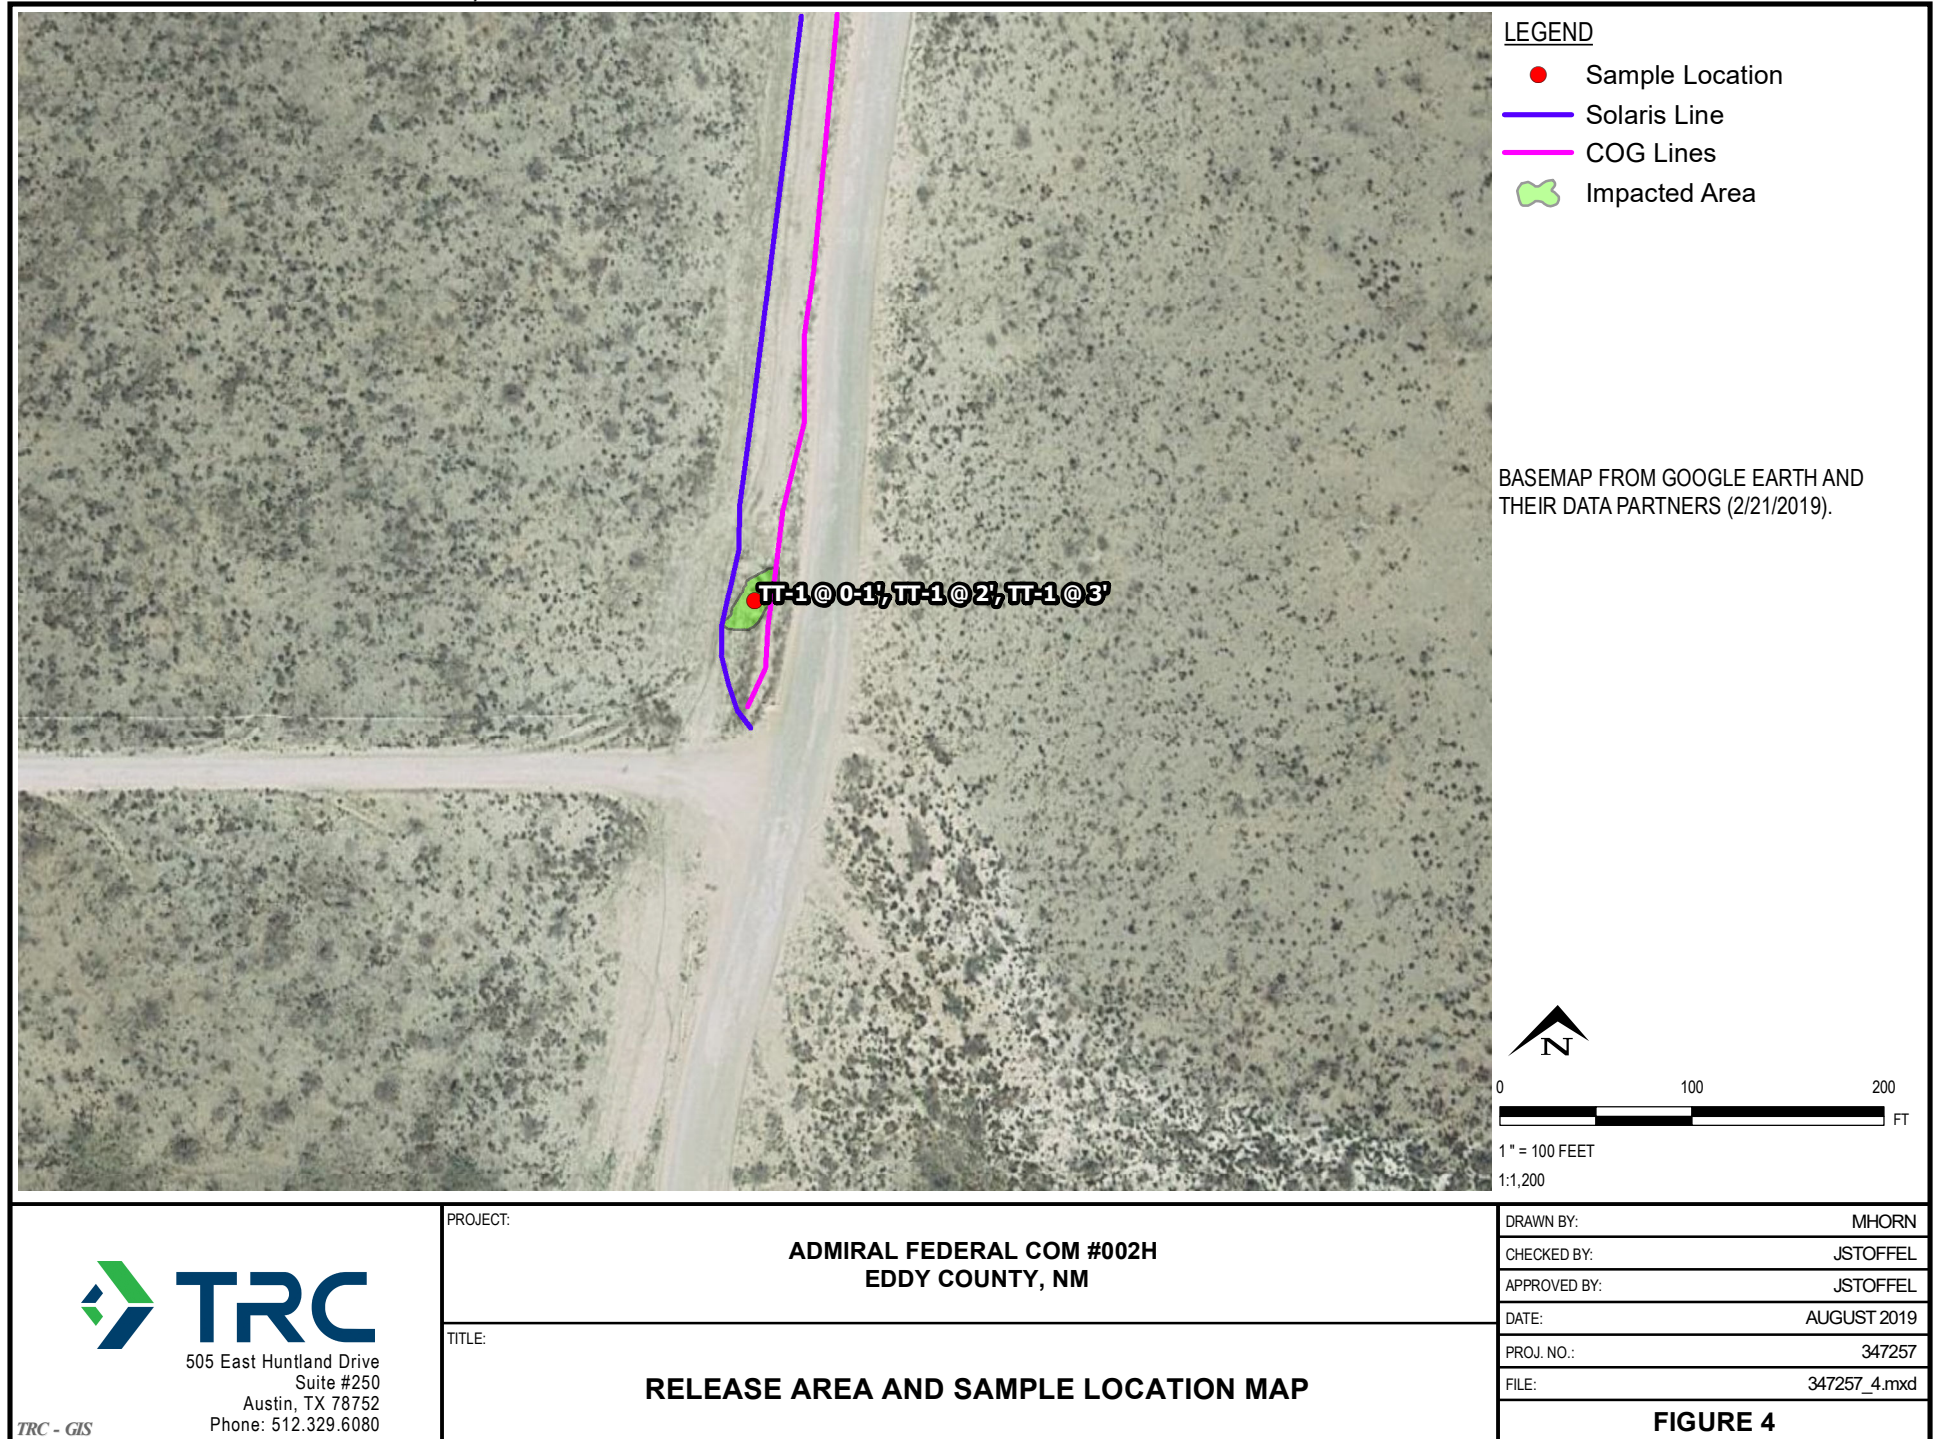 LEGEND
Sample Location
Solaris Line
COG Lines
Impacted Area
BASEMAP FROM GOOGLE EARTH AND
THEIR DATA PARTNERS (2/21/2019).
TT-1 @ 0-1', TT-1 @ 2', TT-1 @ 3'
N
0 100 200
FT
1 " = 100 FEET
1:1,200
TRC
505 East Huntland Drive
Suite #250
Austin, TX 78752
Phone: 512.329.6080
TRC - GIS
PROJECT:
ADMIRAL FEDERAL COM #002H
EDDY COUNTY, NM
TITLE:
RELEASE AREA AND SAMPLE LOCATION MAP
DRAWN BY: MHORN
CHECKED BY: JSTOFFEL
APPROVED BY: JSTOFFEL
DATE: AUGUST 2019
PROJ. NO.: 347257
FILE: 347257_4.mxd
FIGURE 4